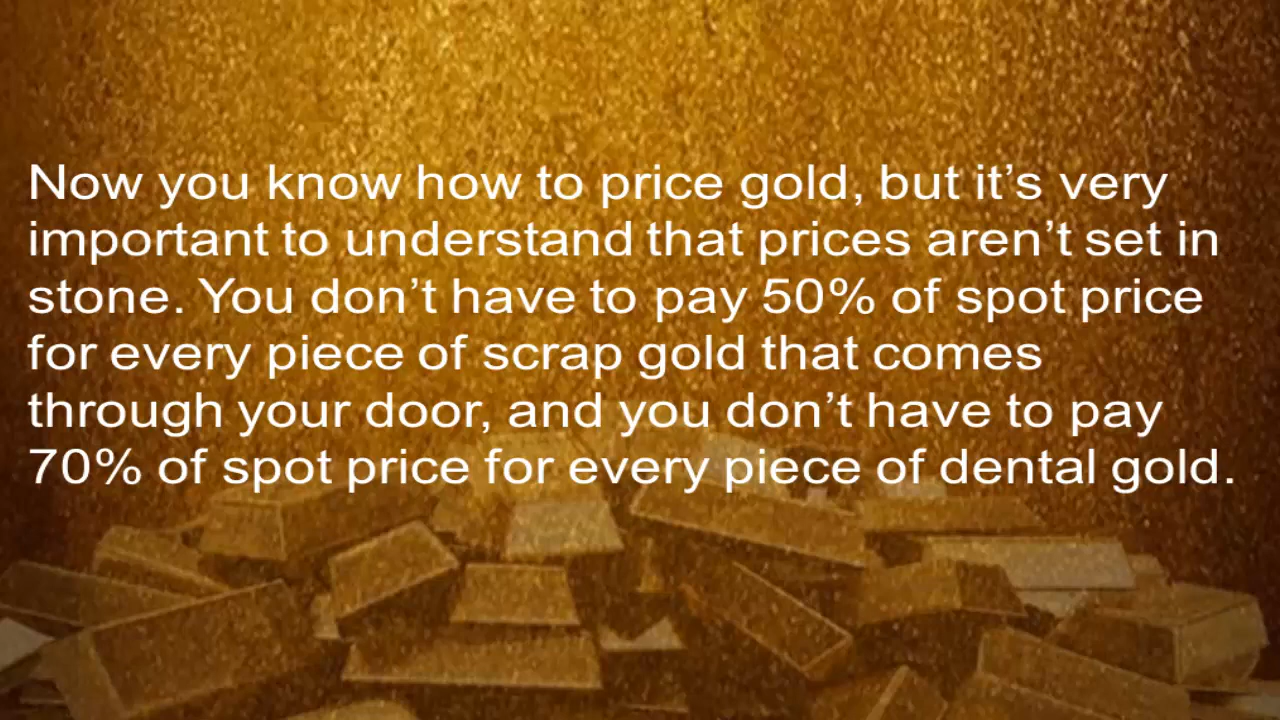 Now you know how to price gold, but it’s very
important to understand that prices aren’t set in
stone. You don’t have to pay 50% of spot price
for every piece of scrap gold that comes
through your door, and you don’t have to pay
70% of spot price for every piece of dental gold.